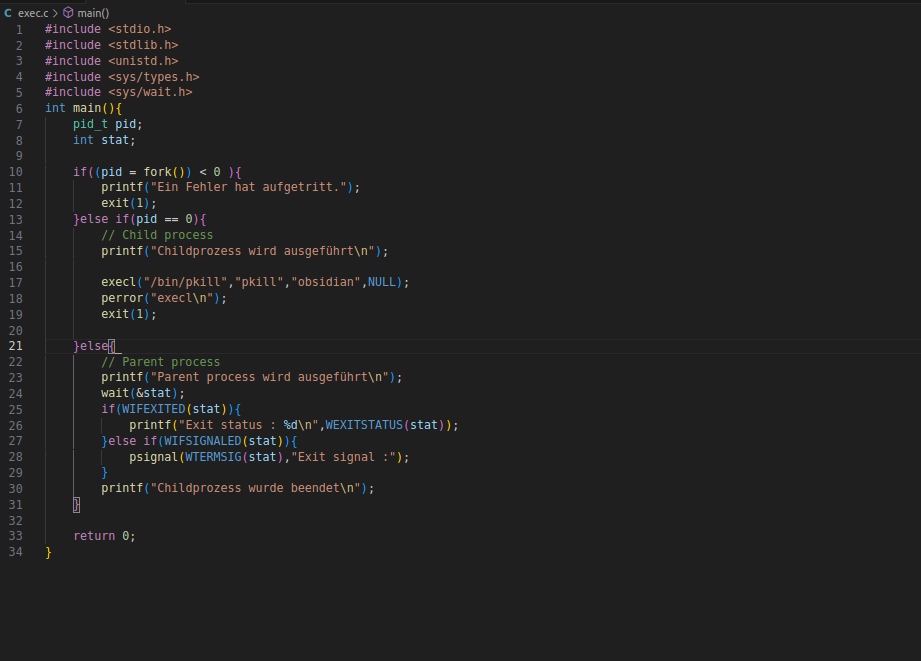 C exec.c > main()
1 #include <stdio.h>
2 #include <stdlib.h>
3 #include <unistd.h>
4 #include <sys/types.h>
5 #include <sys/wait.h>
6 int main(){
7     pid_t pid;
8     int stat;
9
10     if((pid = fork()) < 0 ){
11         printf("Ein Fehler hat aufgetritt.");
12         exit(1);
13     }else if(pid == 0){
14         // Child process
15         printf("Childprozess wird ausgeführt\n");
16
17         execl("/bin/pkill","pkill","obsidian",NULL);
18         perror("execl\n");
19         exit(1);
20
21     }else{
22         // Parent process
23         printf("Parent process wird ausgeführt\n");
24         wait(&stat);
25         if(WIFEXITED(stat)){
26             printf("Exit status : %d\n",WEXITSTATUS(stat));
27         }else if(WIFSIGNALED(stat)){
28             psignal(WTERMSIG(stat),"Exit signal :");
29         }
30         printf("Childprozess wurde beendet\n");
31     }
32
33     return 0;
34 }